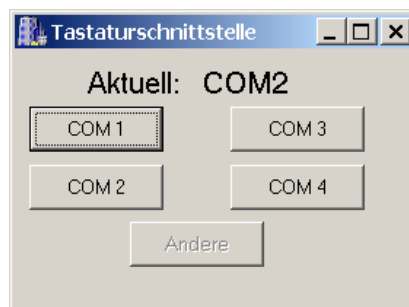 Tastaturschnittstelle
Aktuell: COM2
COM 1 COM 3
COM 2 COM 4
Andere